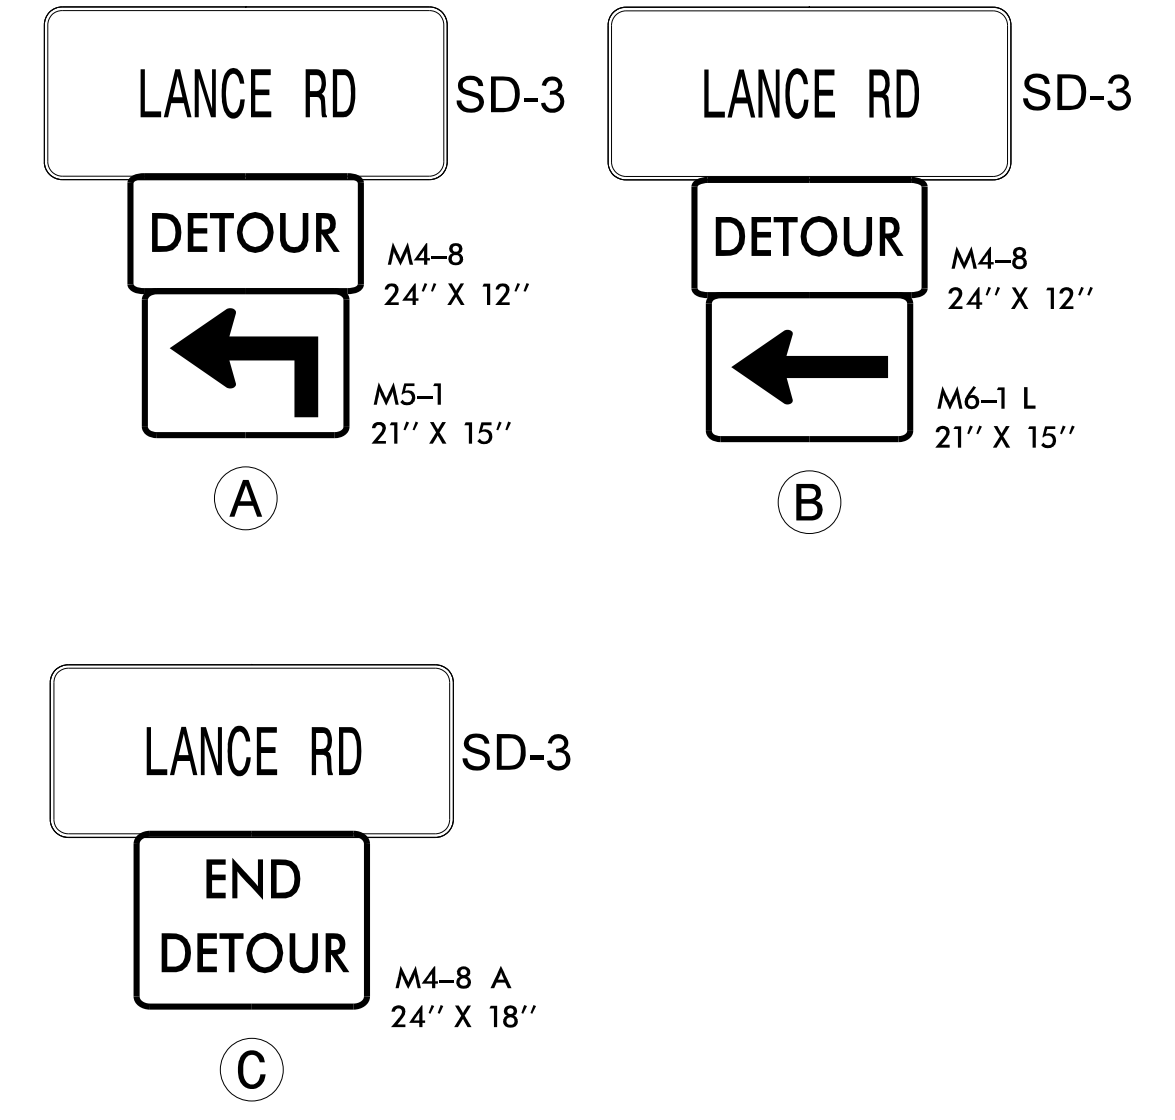 LANCE RD
SD-3
DETOUR
M4-8
24'' X 12''
M5-1
21'' X 15''
A
LANCE RD
SD-3
DETOUR
M4-8
24'' X 12''
M6-1 L
21'' X 15''
B
LANCE RD
SD-3
END
DETOUR
M4-8 A
24'' X 18''
C